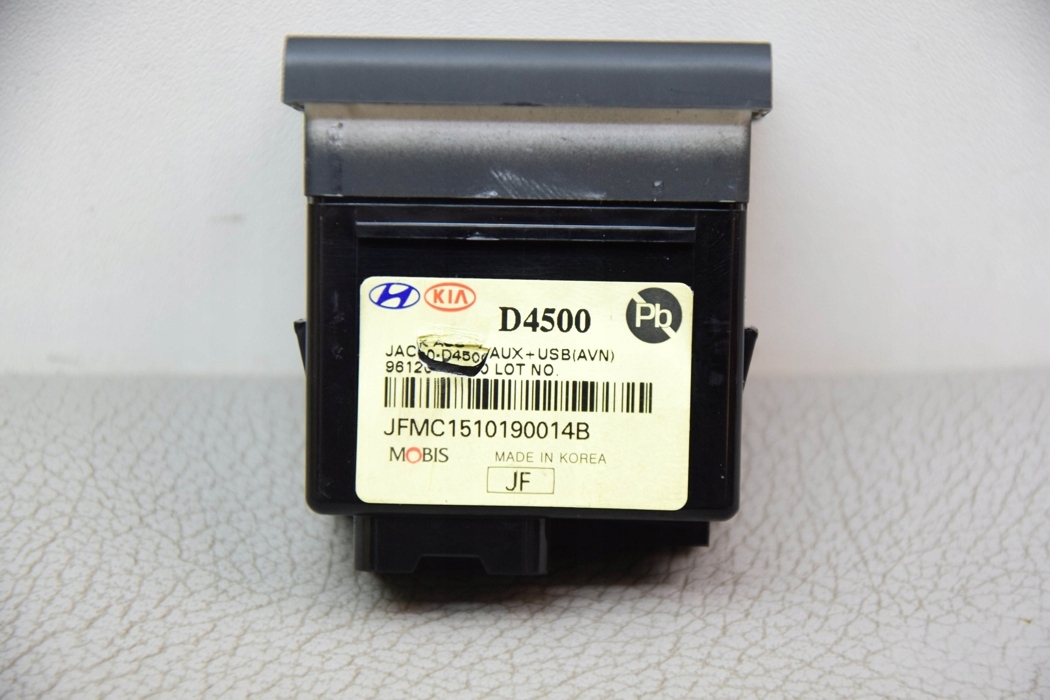 KIA
D4500
Pb
AUX+USB(AVN)
LOT NO.
JFMC1510190014B
MOBIS
MADE IN KOREA
JF